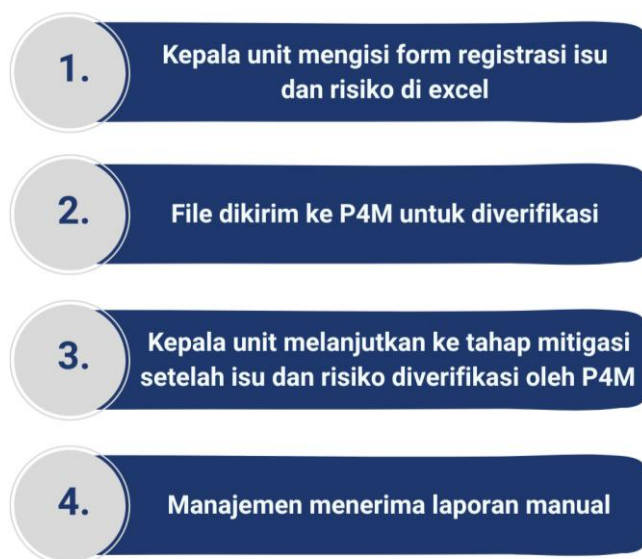 1.
Kepala unit mengisi form registrasi isu
dan risiko di excel
2.
File dikirim ke P4M untuk diverifikasi
3.
Kepala unit melanjutkan ke tahap mitigasi
setelah isu dan risiko diverifikasi oleh P4M
4.
Manajemen menerima laporan manual